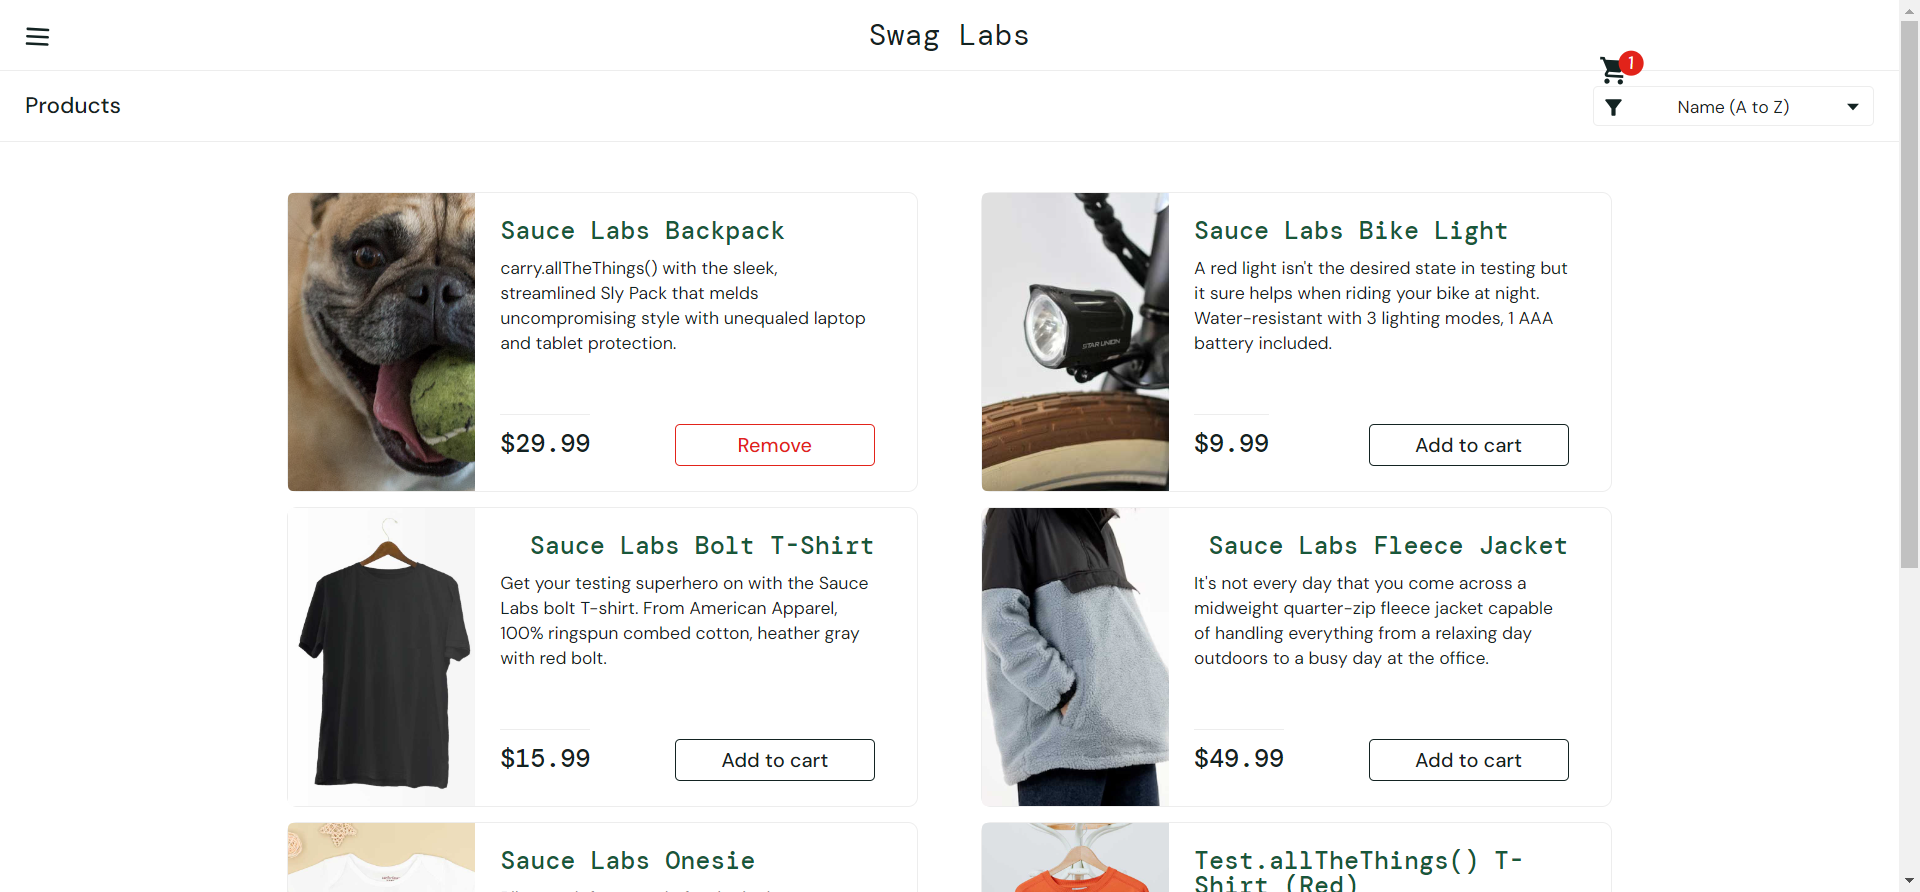 Swag Labs
1
Products
Name (A to Z)
Sauce Labs Backpack
carry.allTheThings() with the sleek,
streamlined Sly Pack that melds
uncompromising style with unequaled laptop
and tablet protection.
$29.99
Remove
Sauce Labs Bike Light
A red light isn't the desired state in testing but
it sure helps when riding your bike at night.
Water-resistant with 3 lighting modes, 1 AAA
battery included.
$9.99
Add to cart
STAR UNION
Sauce Labs Bolt T-Shirt
Get your testing superhero on with the Sauce
Labs bolt T-shirt. From American Apparel,
100% ringspun combed cotton, heather gray
with red bolt.
$15.99
Add to cart
Sauce Labs Fleece Jacket
It's not every day that you come across a
midweight quarter-zip fleece jacket capable
of handling everything from a relaxing day
outdoors to a busy day at the office.
$49.99
Add to cart
Sauce Labs Onesie
Test.allTheThings() T-
Shirt (Red)